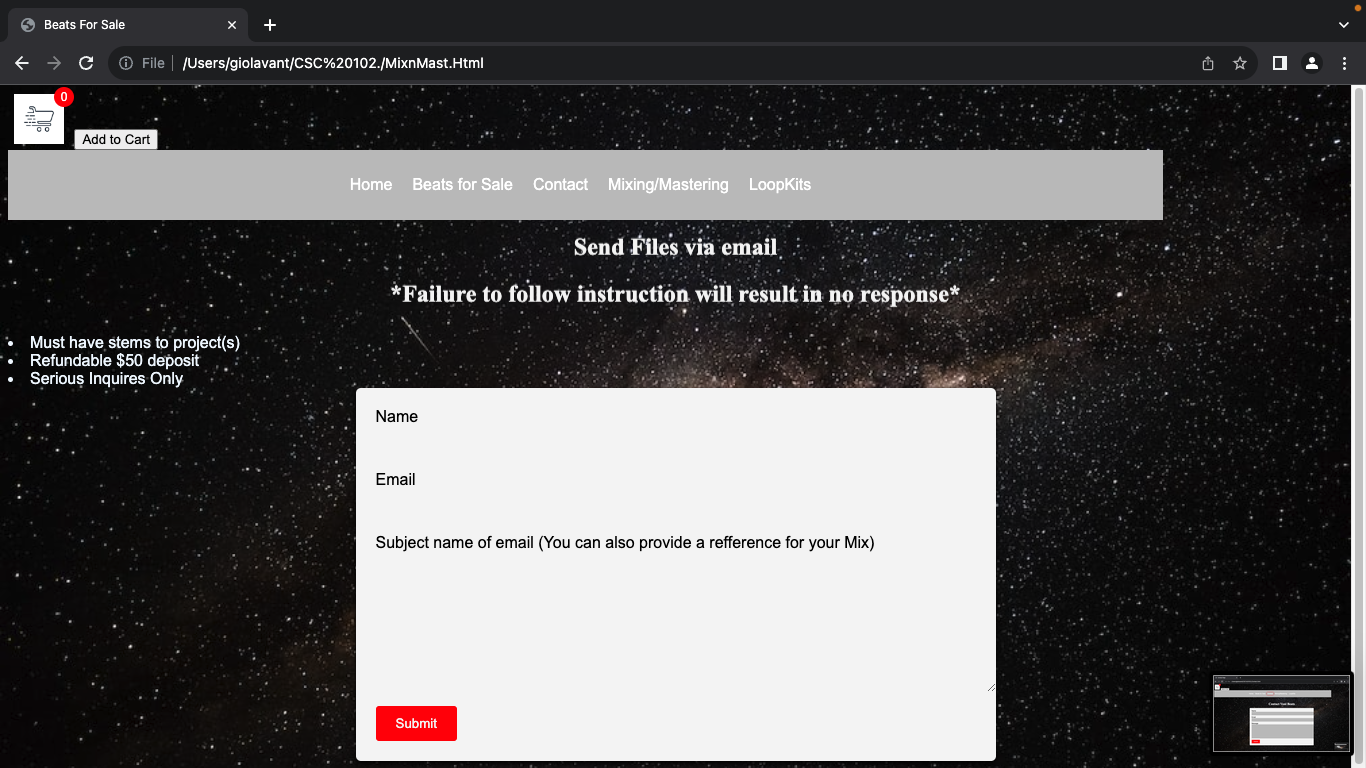 Beats For Sale
File /Users/giolavant/CSC%20102./MixnMast.Html
0
Add to Cart
Home Beats for Sale Contact Mixing/Mastering LoopKits
Send Files via email
*Failure to follow instruction will result in no response*
Must have stems to project(s)
Refundable $50 deposit
Serious Inquires Only
Name
Email
Subject name of email (You can also provide a refference for your Mix)
Submit